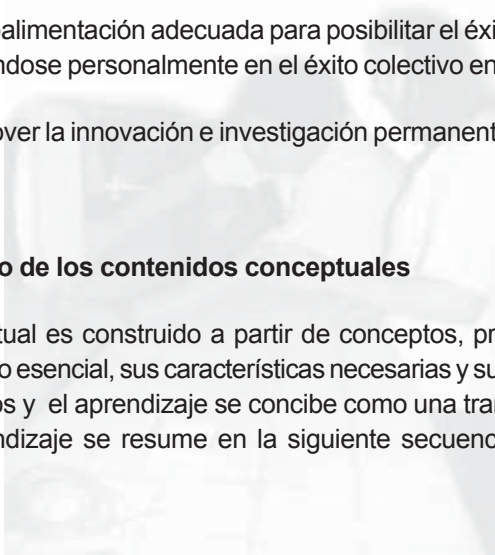 alimentación adecuada para posibilitar el éxi
ndose personalmente en el éxito colectivo en
over la innovación e investigación permanent
o de los contenidos conceptuales
tual es construido a partir de conceptos, pr
o esencial, sus características necesarias y su
os y el aprendizaje se concibe como una tra
ndizaje se resume en la siguiente secuenc